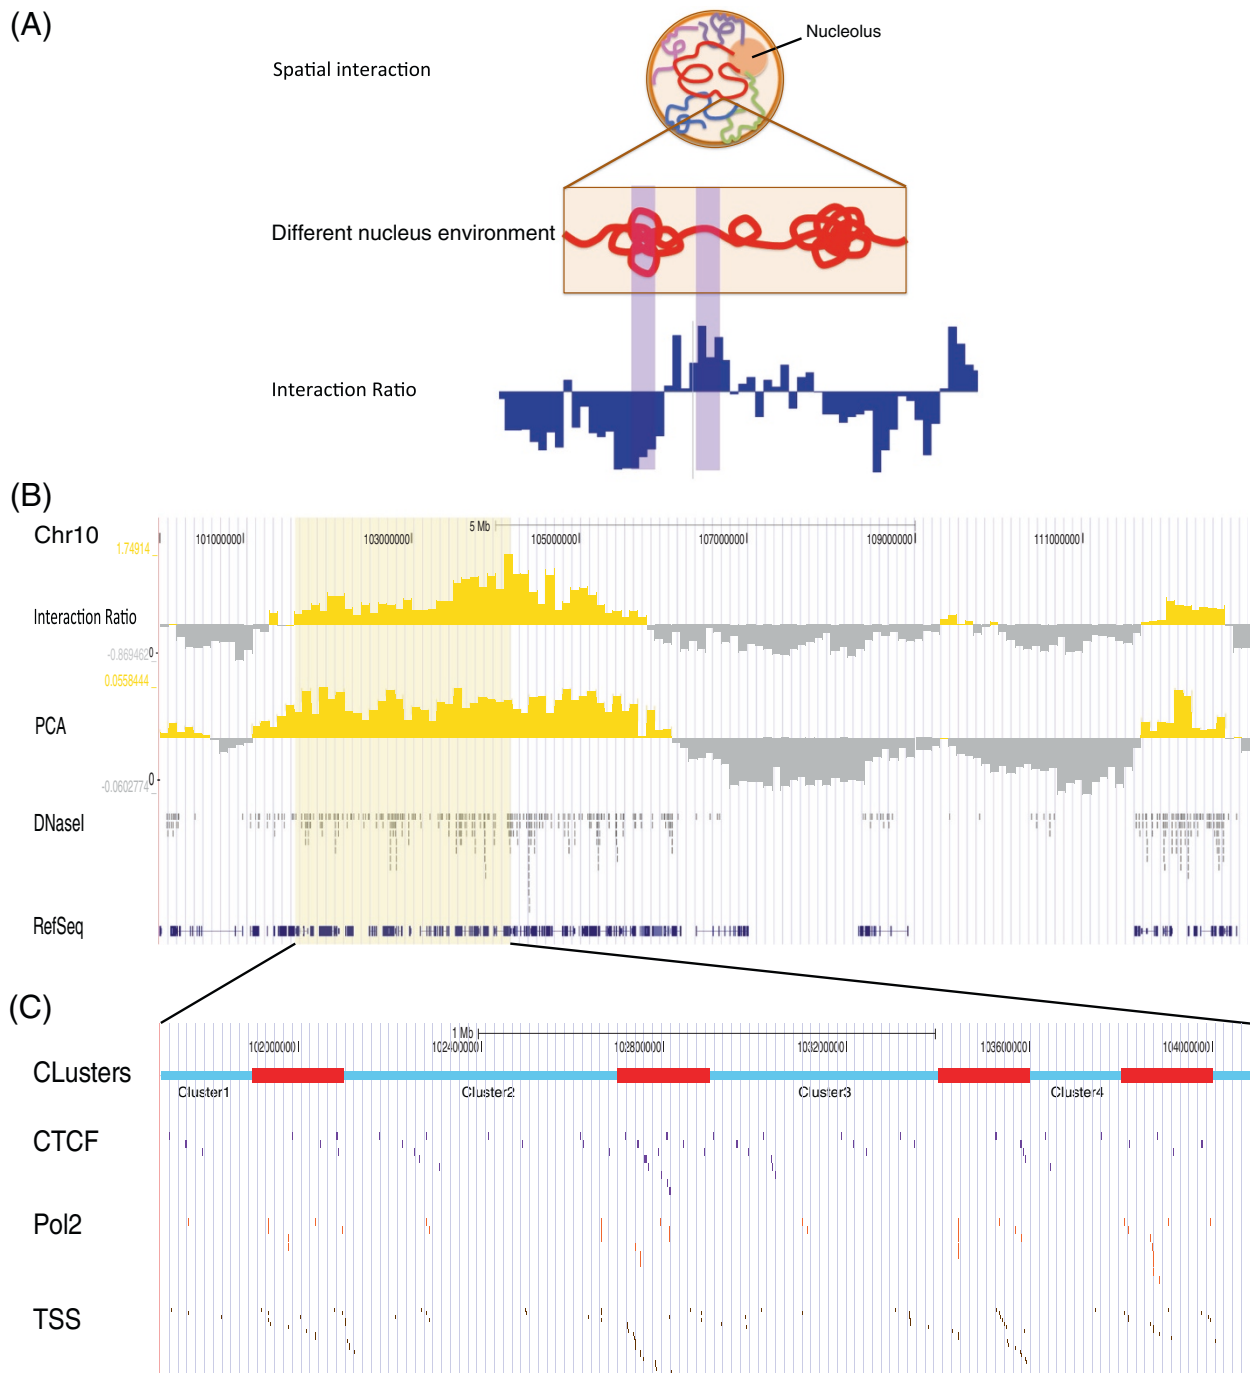 (A)
Nucleolus
Spatial interaction
Different nucleus environment
Interaction Ratio
(B)
Chr10
5 Mb
101000000 103000000 105000000 107000000 109000000 111000000
1.74914
Interaction Ratio
-0.869462 0
0.0558444
PCA
-0.0602774 0
DNaseI
RefSeq
(C)
1 Mb
102000000 102400000 102800000 103200000 103600000 104000000
CLusters
Cluster1 Cluster2 Cluster3 Cluster4
CTCF
Pol2
TSS